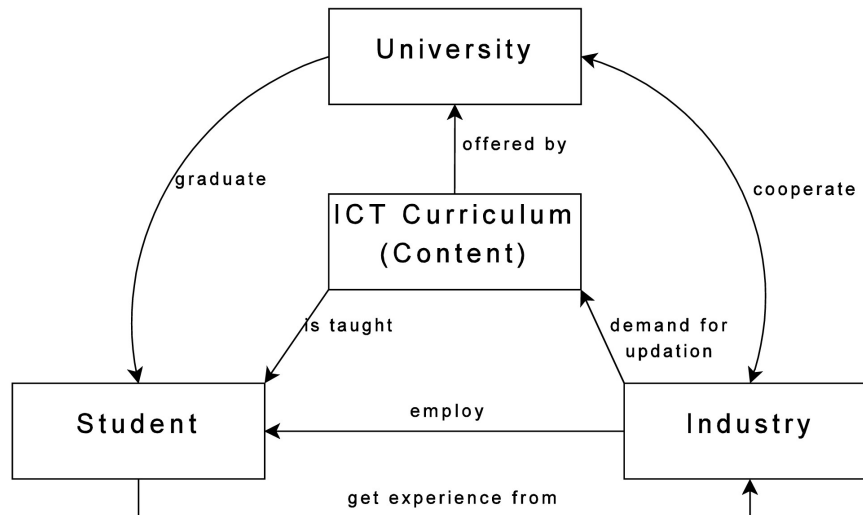 University
offered by
graduate
cooperate
ICT Curriculum
(Content)
is taught
demand for
updation
Student
employ
Industry
get experience from